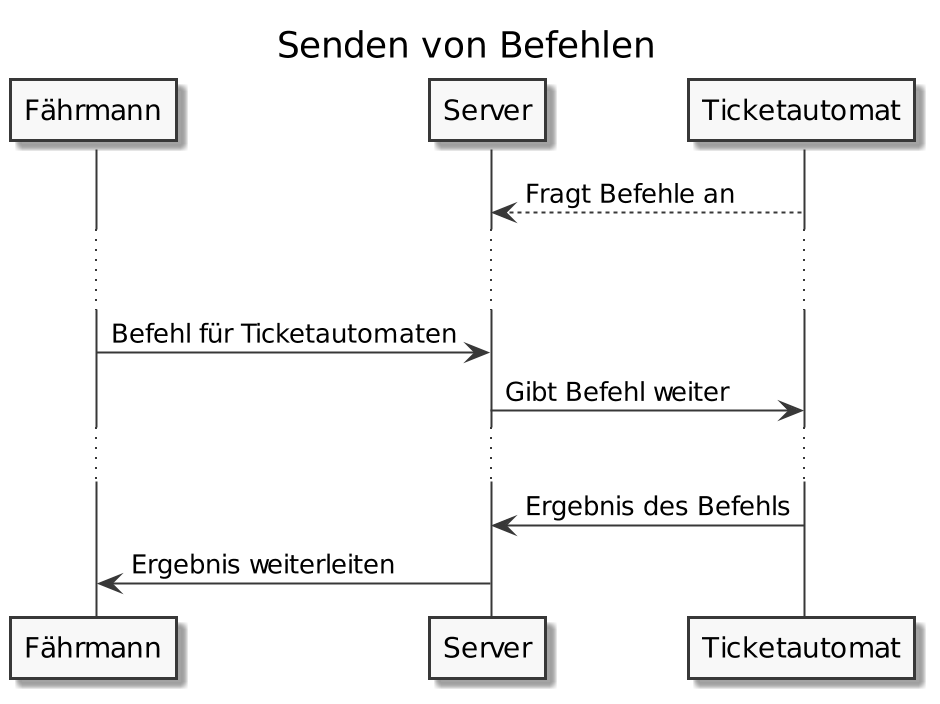 Senden von Befehlen
Fährmann
Server
Ticketautomat
Fragt Befehle an
Befehl für Ticketautomaten
Gibt Befehl weiter
Ergebnis des Befehls
Ergebnis weiterleiten
Fährmann
Server
Ticketautomat